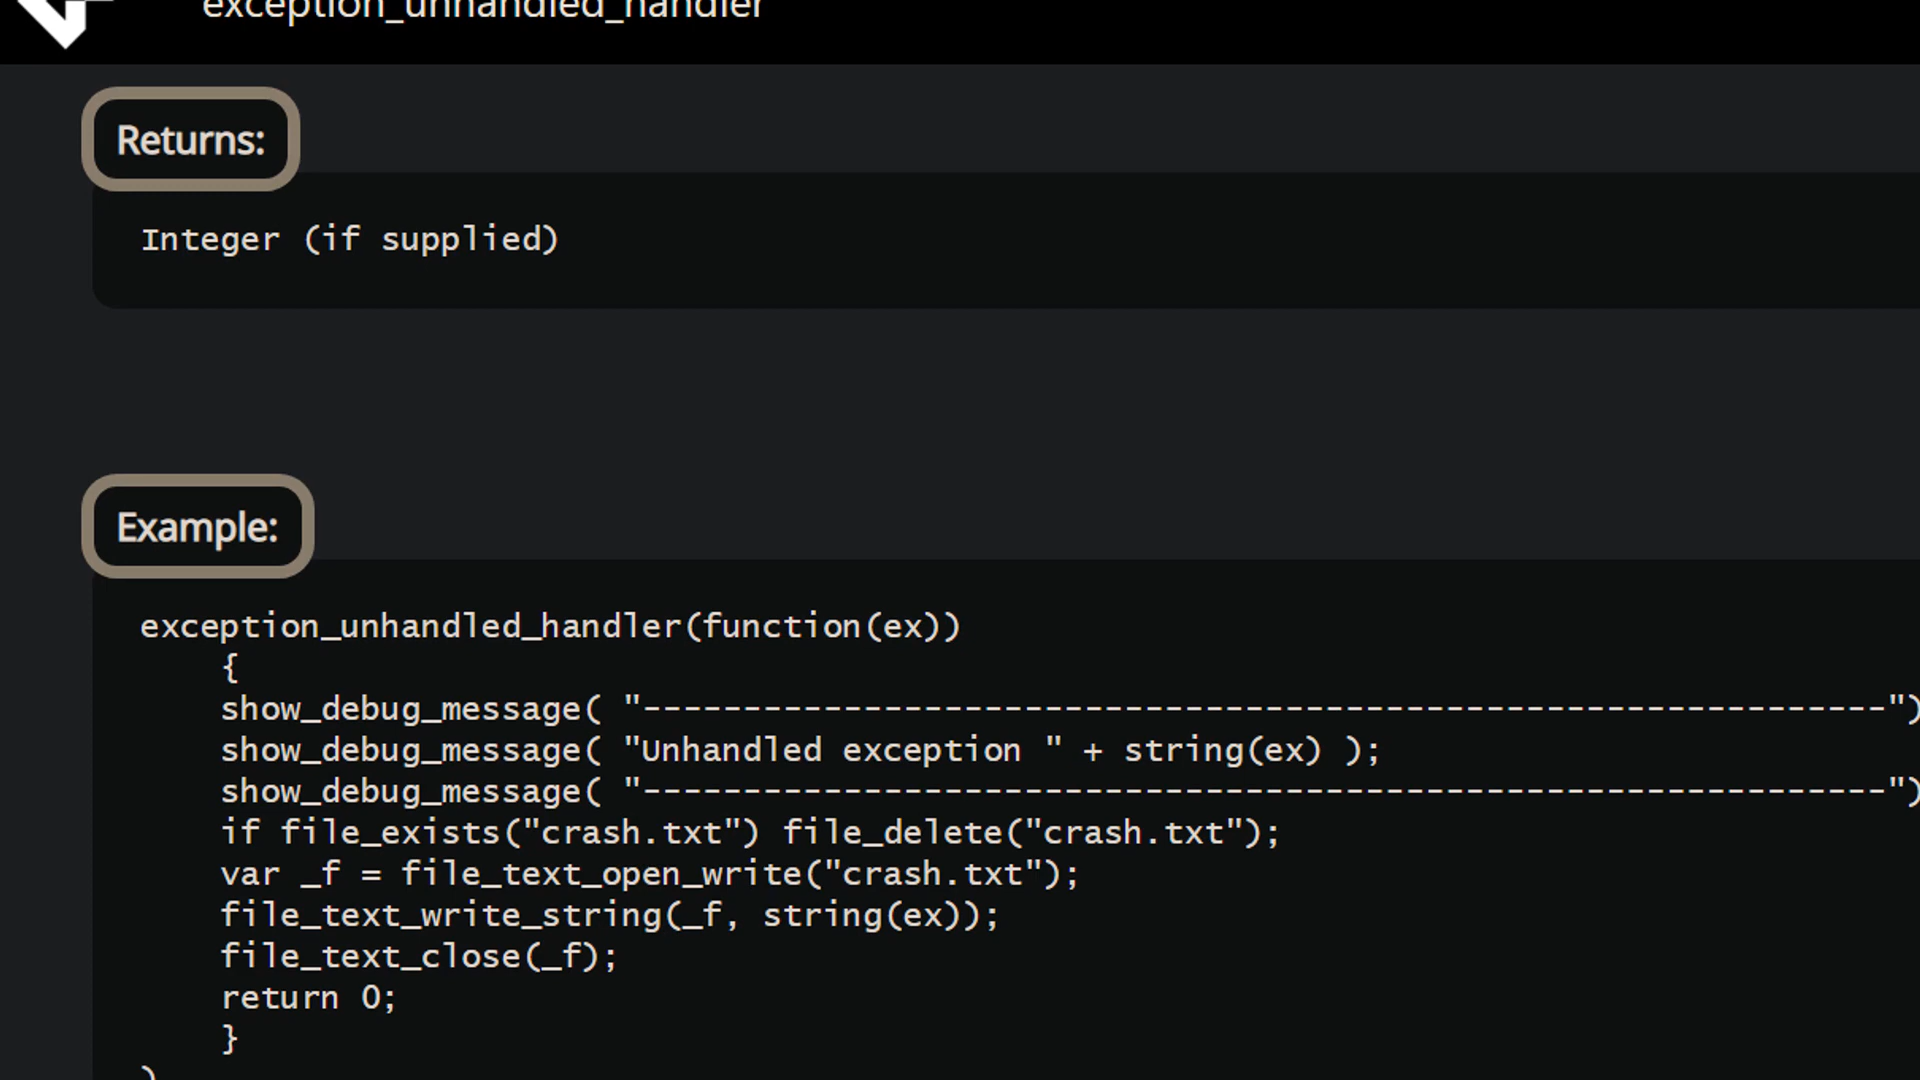 exception_unhandled_handler
Returns:
Integer (if supplied)
Example:
exception_unhandled_handler(function(ex))
{
show_debug_message( "--------------------------------------------------------------")
show_debug_message( "Unhandled exception " + string(ex) );
show_debug_message( "--------------------------------------------------------------")
if file_exists("crash.txt") file_delete("crash.txt");
var _f = file_text_open_write("crash.txt");
file_text_write_string(_f, string(ex));
file_text_close(_f);
return 0;
}
)